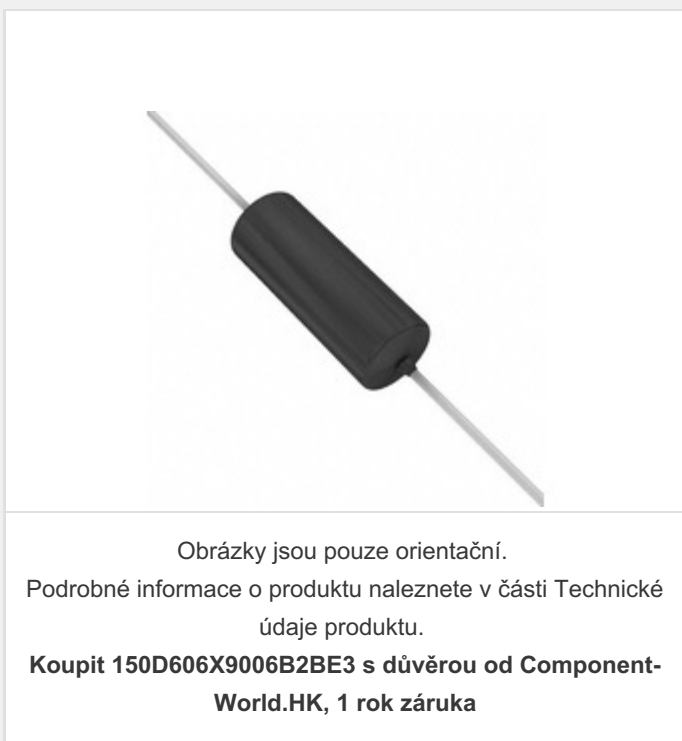 Obrázky jsou pouze orientační.
Podrobné informace o produktu naleznete v části Technické
údaje produktu.
Koupit 150D606X9006B2BE3 s důvěrou od Component-
World.HK, 1 rok záruka